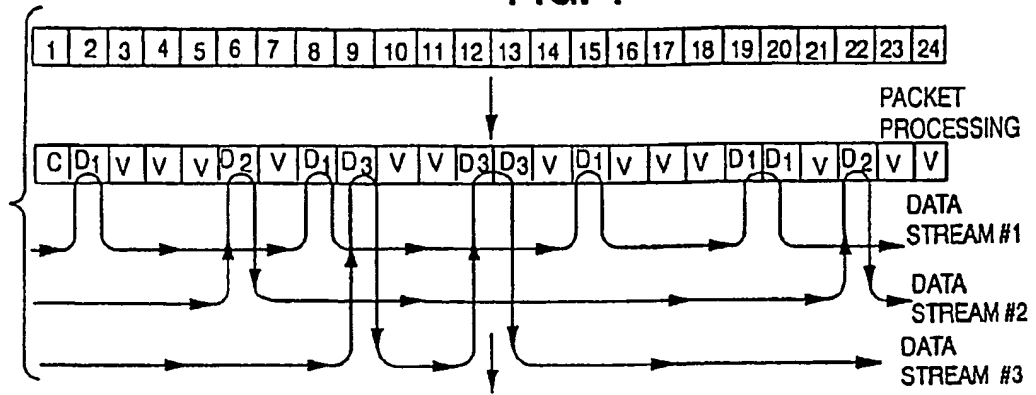 1 2 3 4 5 6 7 8 9 10 11 12 13 14 15 16 17 18 19 20 21 22 23 24
PACKET
PROCESSING
C D1 V V V D2 V D1 D3 V V D3 D3 V D1 V V V D1 D1 V D2 V V
DATA
STREAM #1
DATA
STREAM #2
DATA
STREAM #3